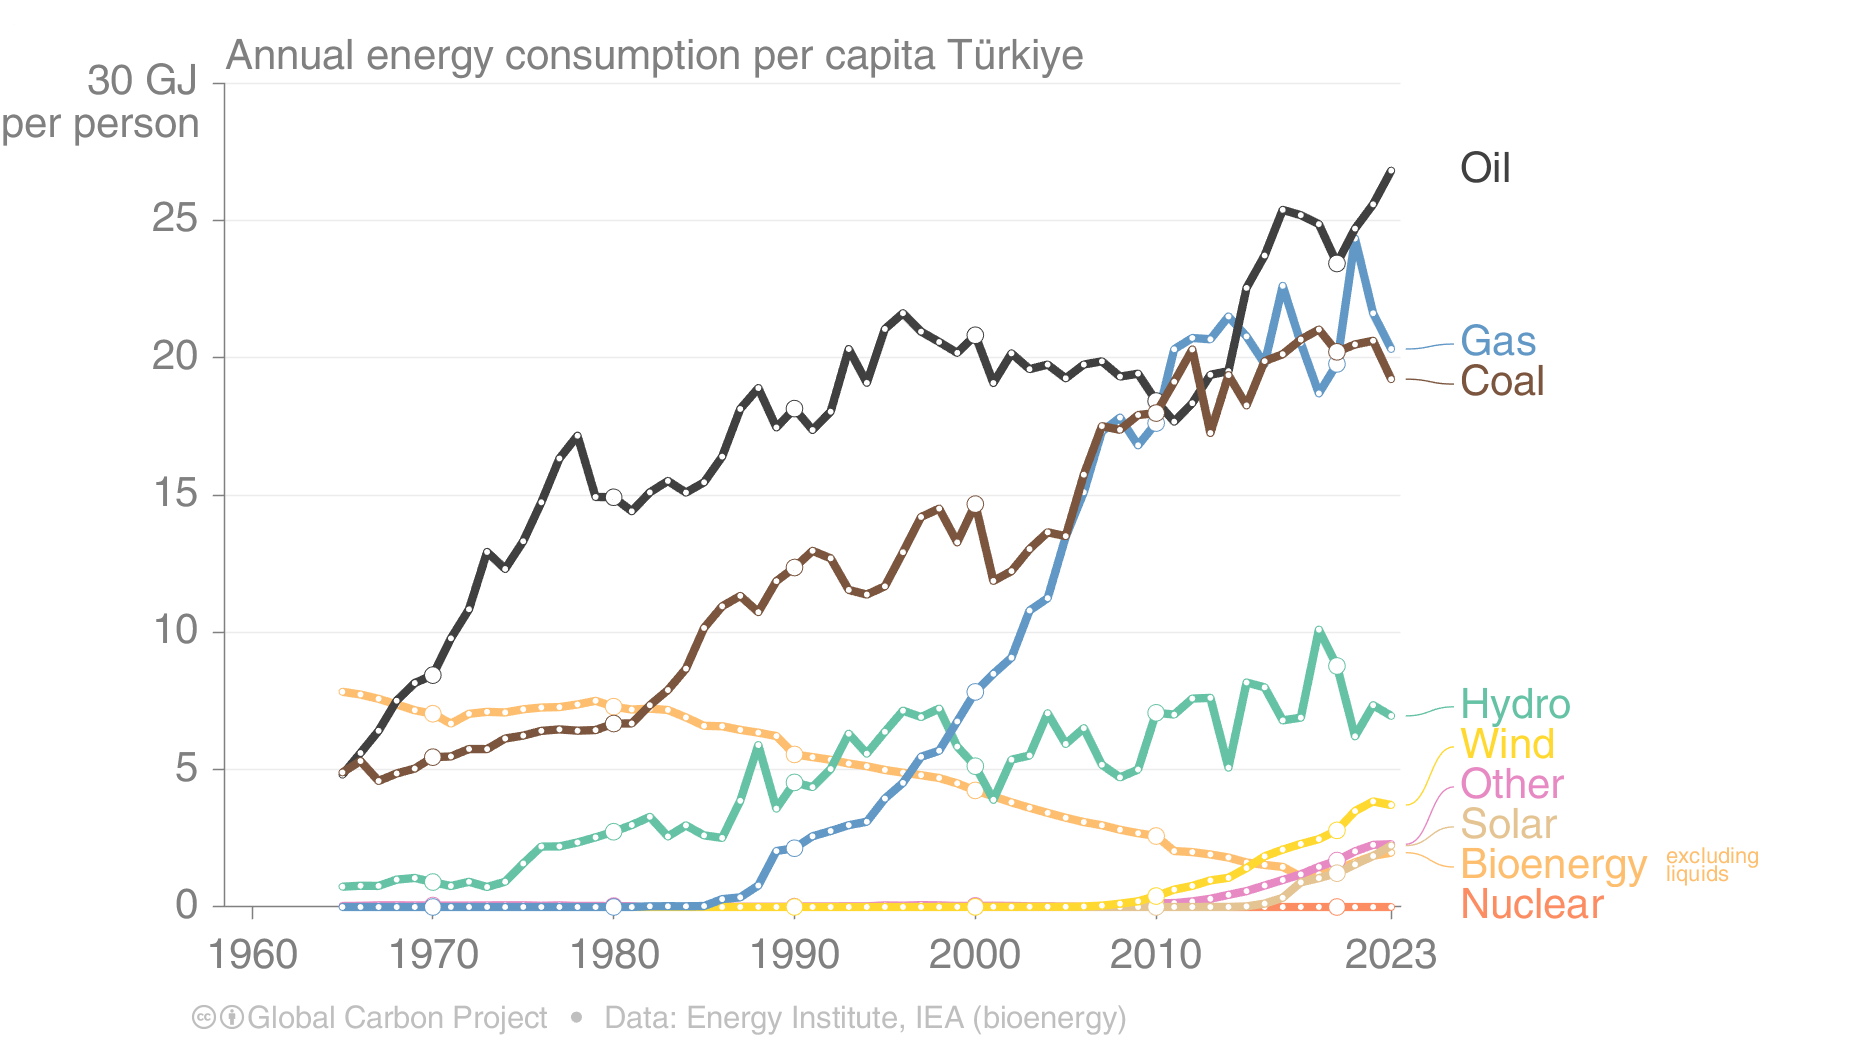 Annual energy consumption per capita Türkiye
30 GJ
per person
25
20
15
10
5
0
1960 1970 1980 1990 2000 2010 2023
Oil
Gas
Coal
Hydro
Wind
Other
Solar
Bioenergy excluding liquids
Nuclear
cc Global Carbon Project • Data: Energy Institute, IEA (bioenergy)